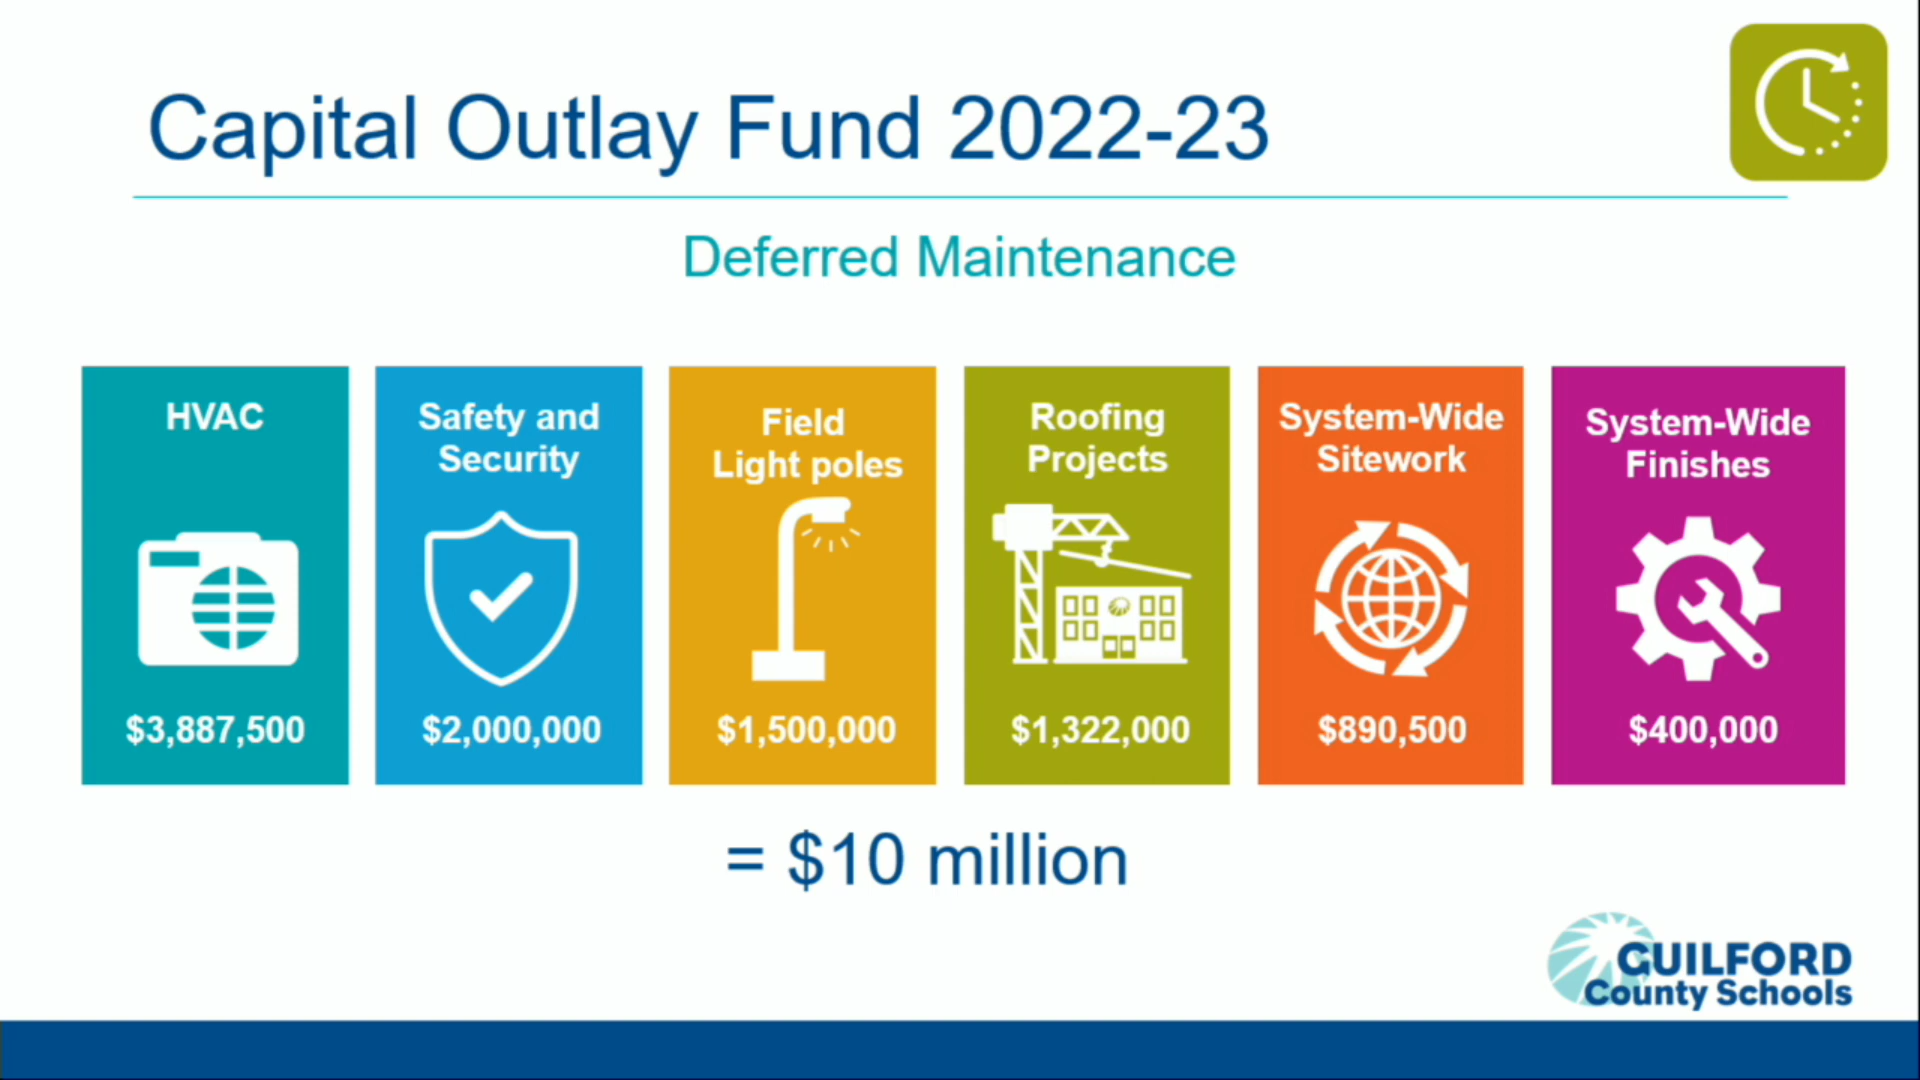 Capital Outlay Fund 2022-23
Deferred Maintenance
HVAC
$3,887,500
Safety and
Security
$2,000,000
Field
Light poles
$1,500,000
Roofing
Projects
$1,322,000
System-Wide
Sitework
$890,500
System-Wide
Finishes
$400,000
= $10 million
GUILFORD
County Schools